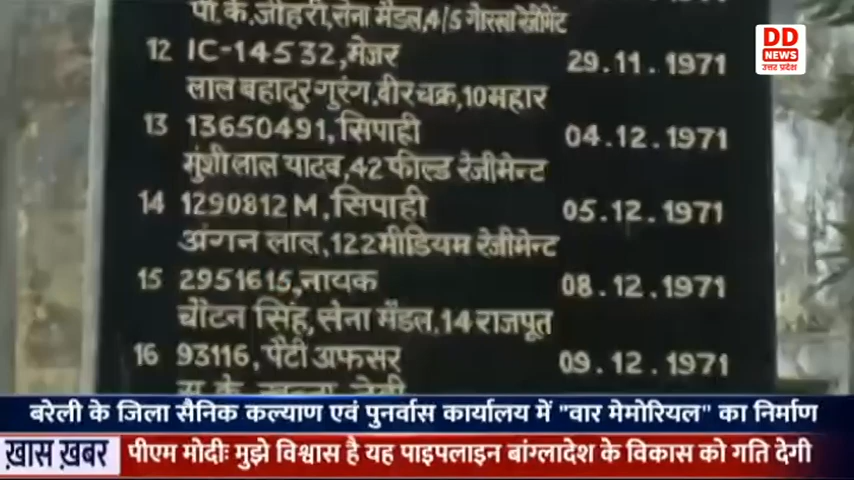 पी.के.जौहरी,सेना मैडल,4/5 गोरखा रेजीमेंट
12 IC-14532,मेजर 29.11.1971
लाल बहादुर गुरंग,वीर चक्र,10 महार
13 13650491,सिपाही 04.12.1971
मुंशी लाल यादव,42 फील्ड रेजीमेन्ट
14 1290812 M,सिपाही 05.12.1971
अंगन लाल,122 मीडियम रेजीमेन्ट
15 2951615,नायक 08.12.1971
चौटन सिंह,सेना मैडल,14 राजपूत
16 93116,पैटी अफसर 09.12.1971
DD
NEWS
उत्तर प्रदेश
बरेली के जिला सैनिक कल्याण एवं पुनर्वास कार्यालय में "वार मेमोरियल" का निर्माण
ख़ास ख़बर पीएम मोदीः मुझे विश्वास है यह पाइपलाइन बांग्लादेश के विकास को गति देगी